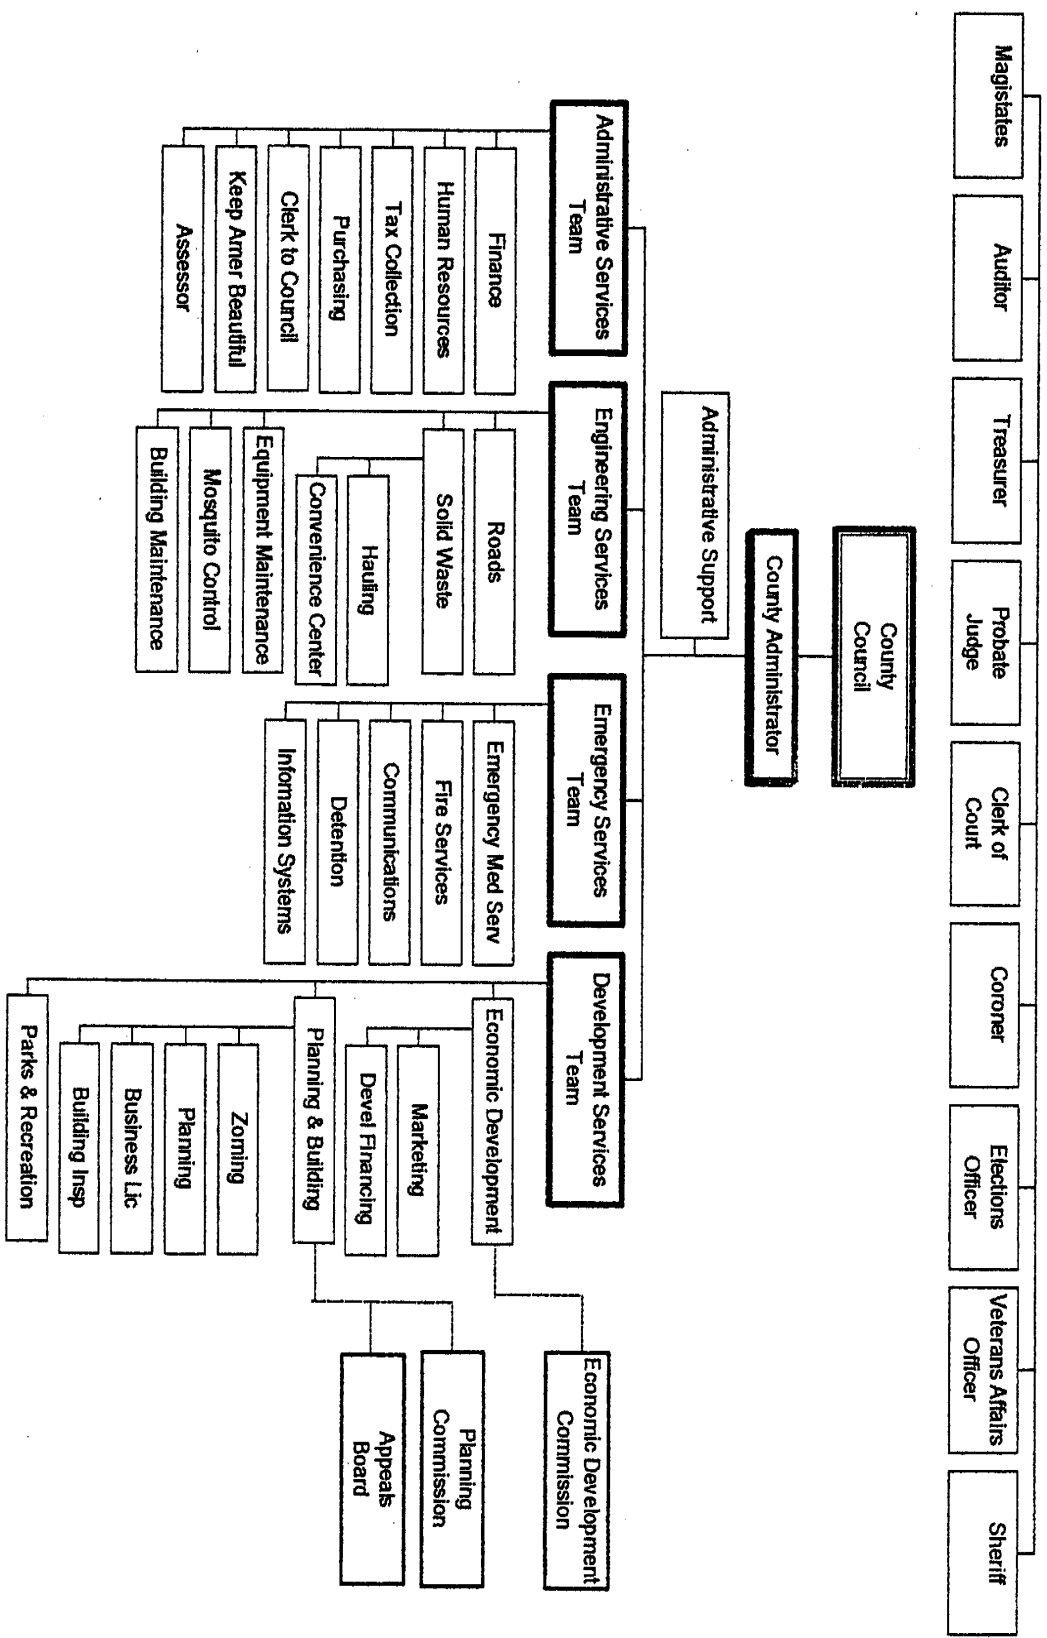 Magistates
Auditor
Treasurer
Probate
Judge
Clerk of
Court
Coroner
Elections
Officer
Veterans Affairs
Officer
Sheriff
County
Council
County Administrator
Administrative Support
Administrative Services
Team
Finance
Human Resources
Tax Collection
Purchasing
Clerk to Council
Keep Amer Beautiful
Assessor
Engineering Services
Team
Roads
Solid Waste
Hauling
Convenience Center
Equipment Maintenance
Mosquito Control
Building Maintenance
Emergency Services
Team
Emergency Med Serv
Fire Services
Communications
Detention
Infomation Systems
Development Services
Team
Economic Development
Marketing
Devel Financing
Planning & Building
Zorning
Planning
Business Lic
Building Insp
Parks & Recreation
Economic Development
Commission
Planning
Commission
Appeals
Board